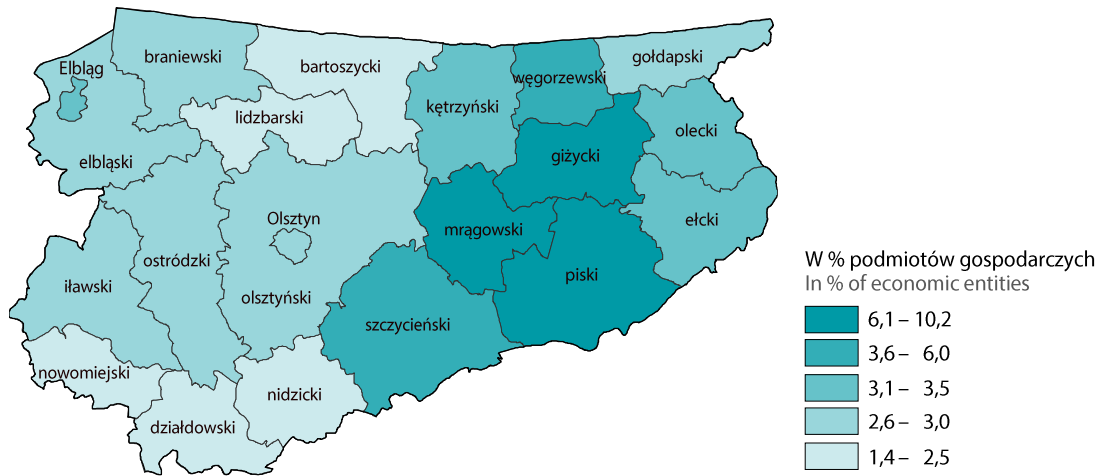 gołdapski
braniewski
Elbląg
bartoszycki
węgorzewski
kętrzyński
lidzbarski
olecki
elbląski
giżycki
Olsztyn
ełcki
mrągowski
ostródzki
W % podmiotów gospodarczych
In % of economic entities
piski
iławski
olsztyński
6,1 – 10,2
szczycieński
3,6 – 6,0
nowomiejski
3,1 – 3,5
nidzicki
2,6 – 3,0
działdowski
1,4 – 2,5